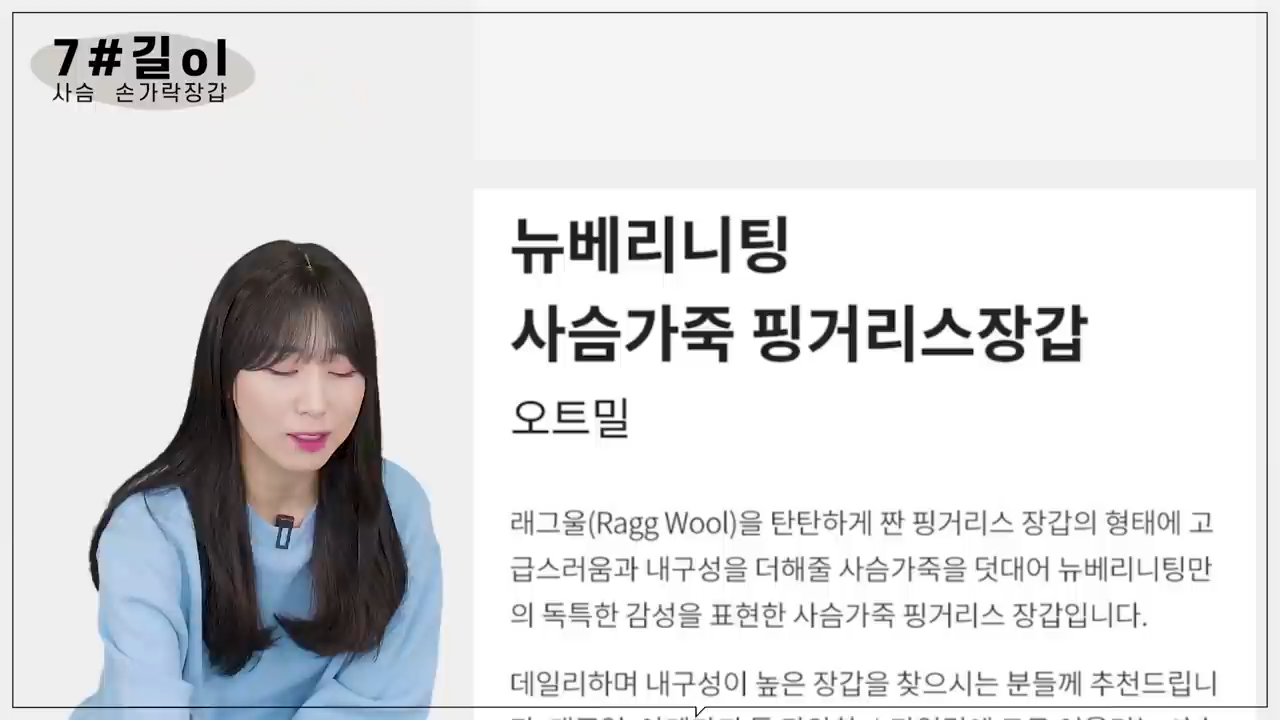 7#길이
사슴 손가락장갑
뉴베리니팅
사슴가죽 핑거리스장갑
오트밀
래그울(Ragg Wool)을 탄탄하게 짠 핑거리스 장갑의 형태에 고
급스러움과 내구성을 더해줄 사슴가죽을 덧대어 뉴베리니팅만
의 독특한 감성을 표현한 사슴가죽 핑거리스 장갑입니다.
데일리하며 내구성이 높은 장갑을 찾으시는 분들께 추천드립니